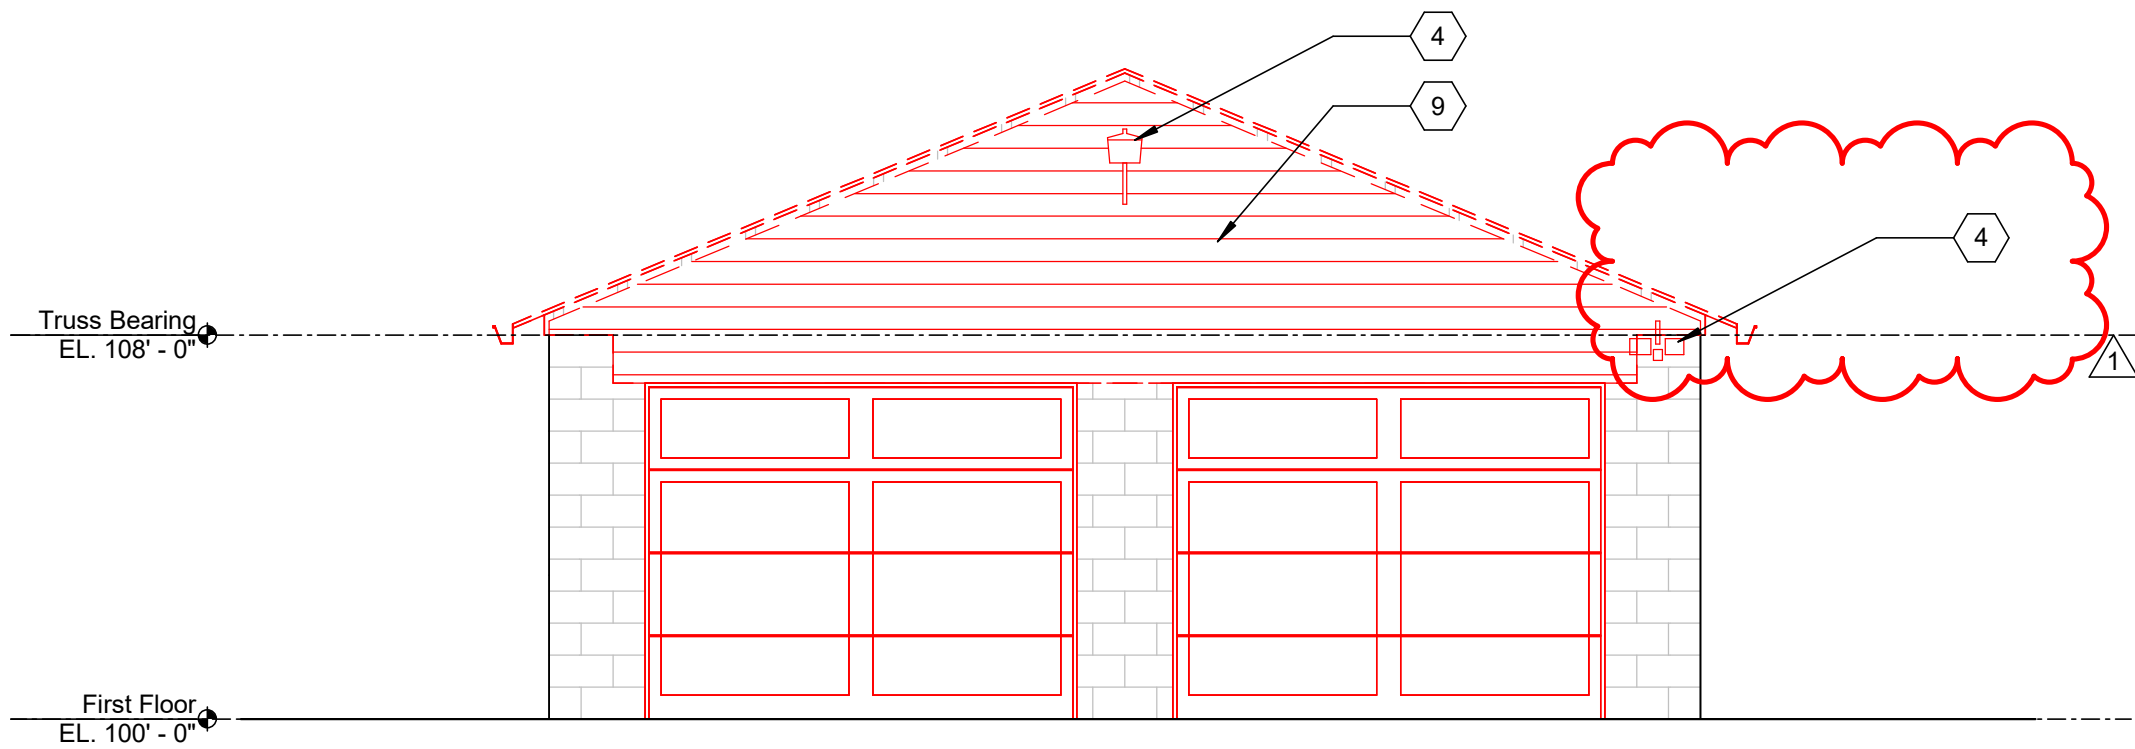 4
9
4
Truss Bearing
EL. 108' - 0"
1
First Floor
EL. 100' - 0"